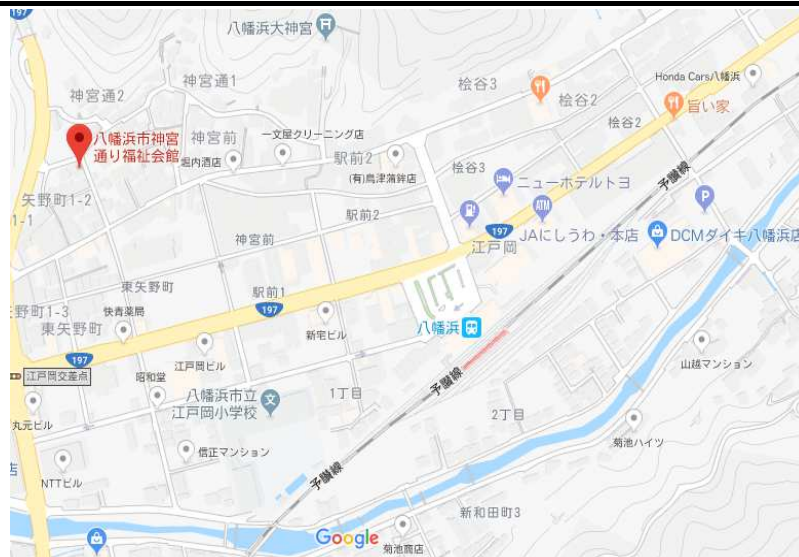 197
八幡浜大神宮
Honda Cars八幡浜
桧谷3
桧谷2
神宮通1
神宮通2
旨い家
桧谷2
八幡浜市神宮
通り福祉会館
神宮前
一文屋クリーニング店
堀内酒店
駅前2
(有)鳥津蒲鉾店
桧谷3
ニューホテルトヨ
予讃線
P
矢野町1-2
1-1
駅前2
ATM
197
JAにしうわ・本店
DCMダイキ八幡浜店
神宮前
江戸岡
東矢野町
駅前1
野町1-3
快青薬局
197
東矢野町
新宅ビル
八幡浜
197
江戸岡ビル
山越マンション
江戸岡交差点
昭和堂
予讃線
八幡浜市立
江戸岡小学校
文
1丁目
2丁目
丸元ビル
信正マンション
菊池ハイツ
店
NTTビル
予讃線
新和田町3
Google
菊池商店